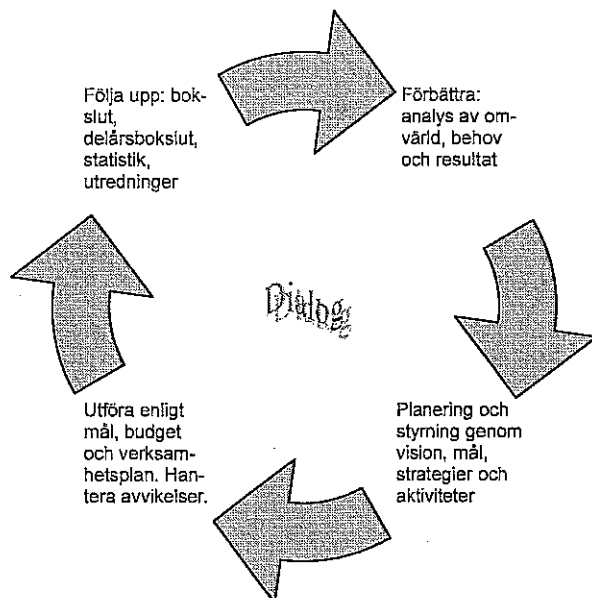 Följa upp: bok-
slut,
delårsbokslut,
statistik,
utredninger
Förbättra:
analys av om-
värld, behov
och resultat
Dialog
Utföra enligt
mål, budget
och verksam-
hetsplan. Han-
tera avvikelser.
Planering och
styrning genom
vision, mål,
strategier och
aktiviteter